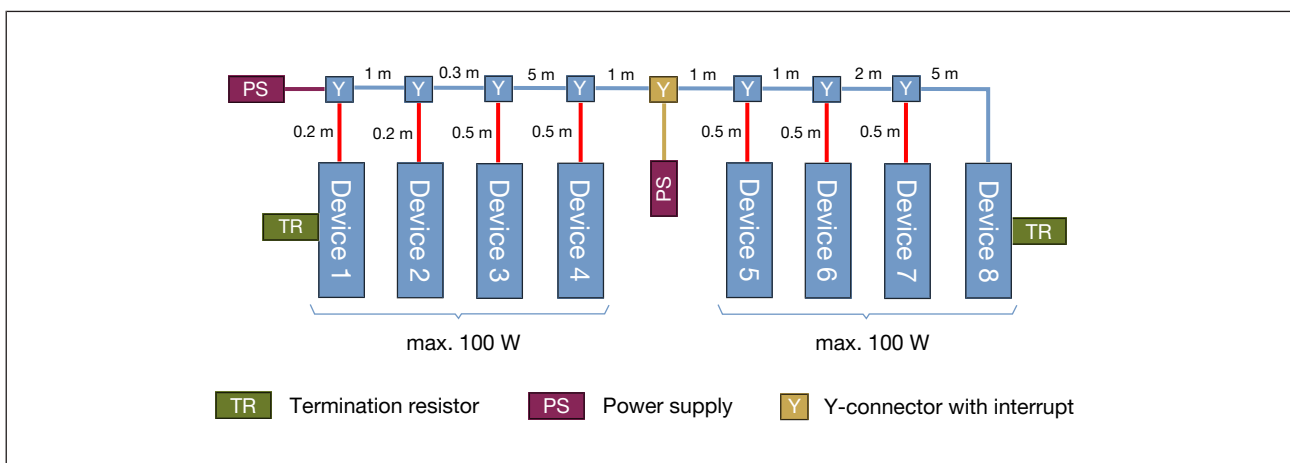 1 m 0.3 m 5 m 1 m 1 m 1 m 2 m 5 m
PS Y Y Y Y Y Y Y Y
0.2 m 0.2 m 0.5 m 0.5 m 0.5 m 0.5 m 0.5 m
PS
TR Device 1 Device 2 Device 3 Device 4 Device 5 Device 6 Device 7 Device 8 TR
max. 100 W max. 100 W
TR Termination resistor PS Power supply Y Y-connector with interrupt